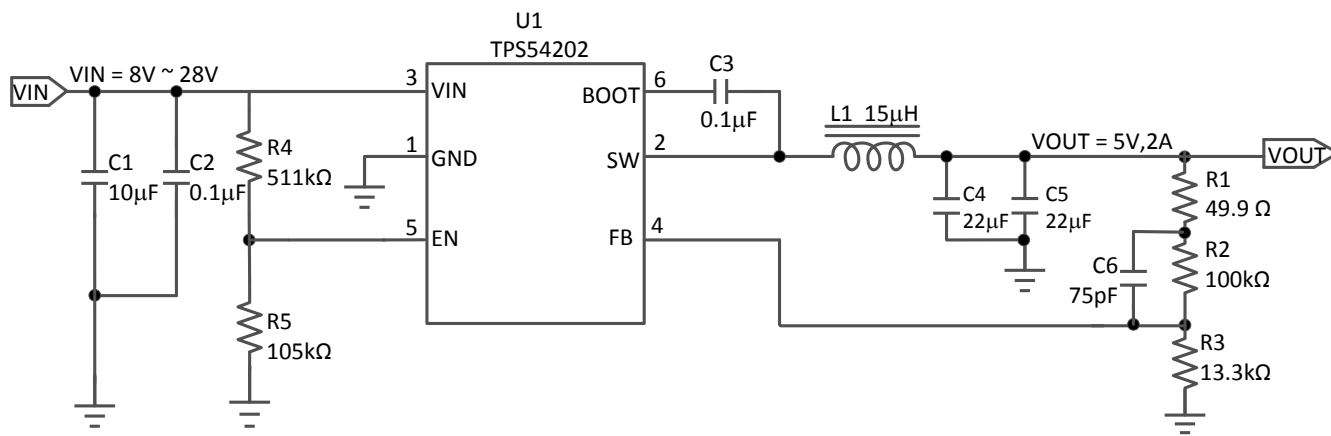 U1
TPS54202
VIN
VIN = 8V ~ 28V
C1
10μF
C2
0.1μF
R4
511kΩ
R5
105kΩ
3
VIN
1
GND
5
EN
BOOT
6
SW
2
FB
4
C3
0.1μF
L1 15μH
VOUT = 5V,2A
VOUT
C4
22μF
C5
22μF
R1
49.9 Ω
R2
100kΩ
C6
75pF
R3
13.3kΩ